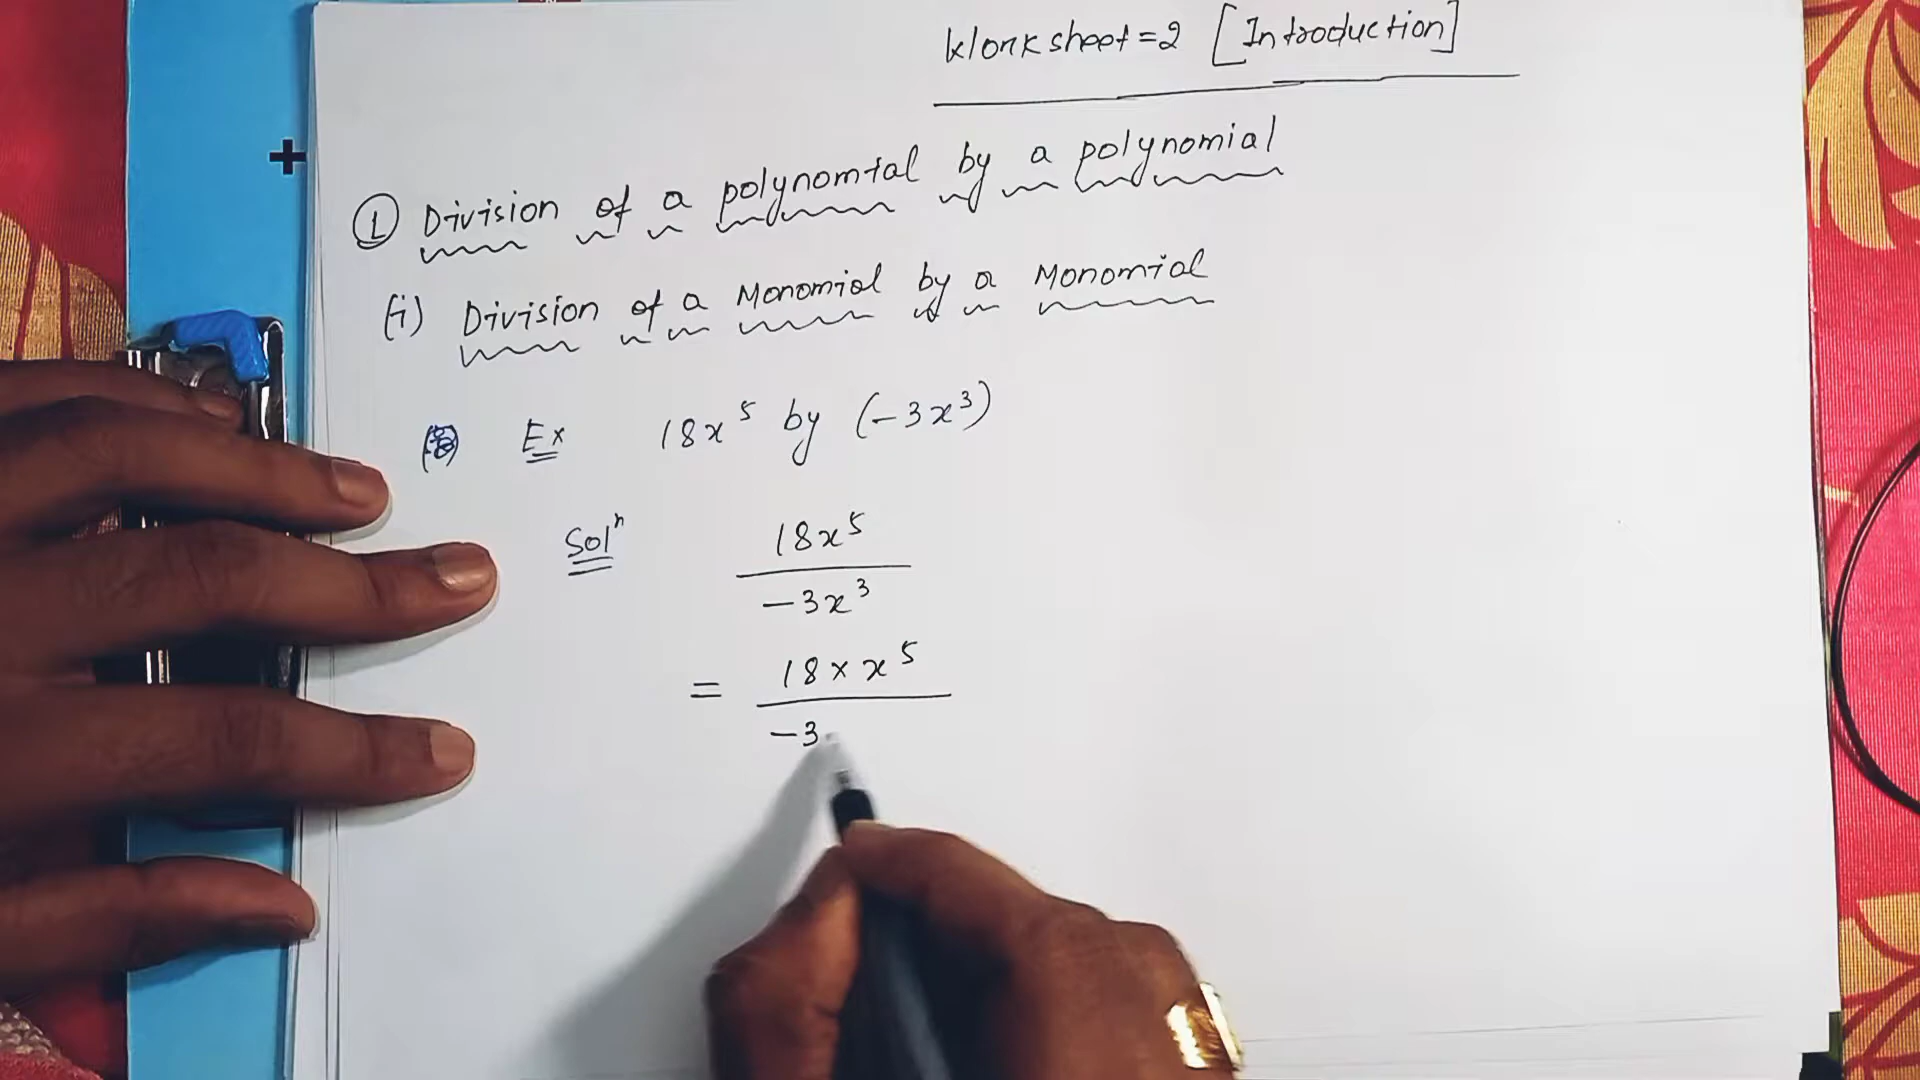 Worksheet=2 [Introduction]
① Division of a polynomial by a polynomial
(i) Division of a Monomial by a Monomial
Ex 18x⁵ by (-3x³)
Solⁿ 18x⁵
-3x³
= 18 × x⁵
-3